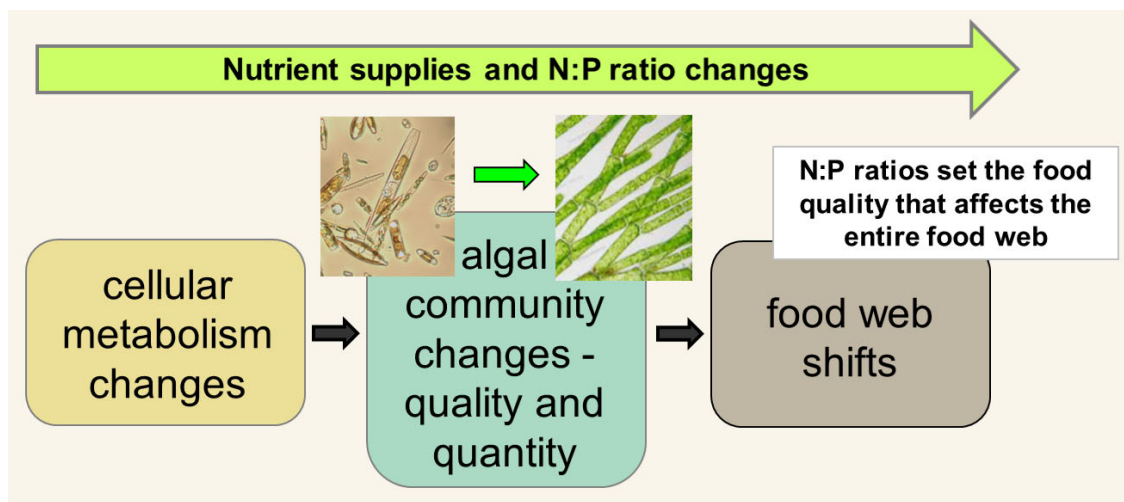 Nutrient supplies and N:P ratio changes
N:P ratios set the food
quality that affects the
entire food web
cellular
metabolism
changes
algal
community
changes -
quality and
quantity
food web
shifts